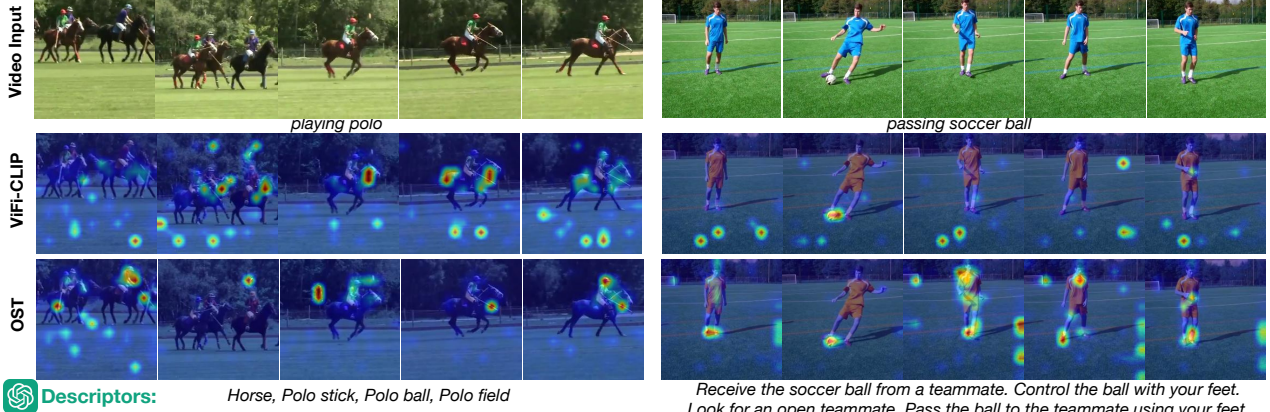 Video Input
playing polo
passing soccer ball
ViFi-CLIP
OST
Descriptors:
Horse, Polo stick, Polo ball, Polo field
Receive the soccer ball from a teammate. Control the ball with your feet.
Look for an open teammate. Pass the ball to the teammate using your feet